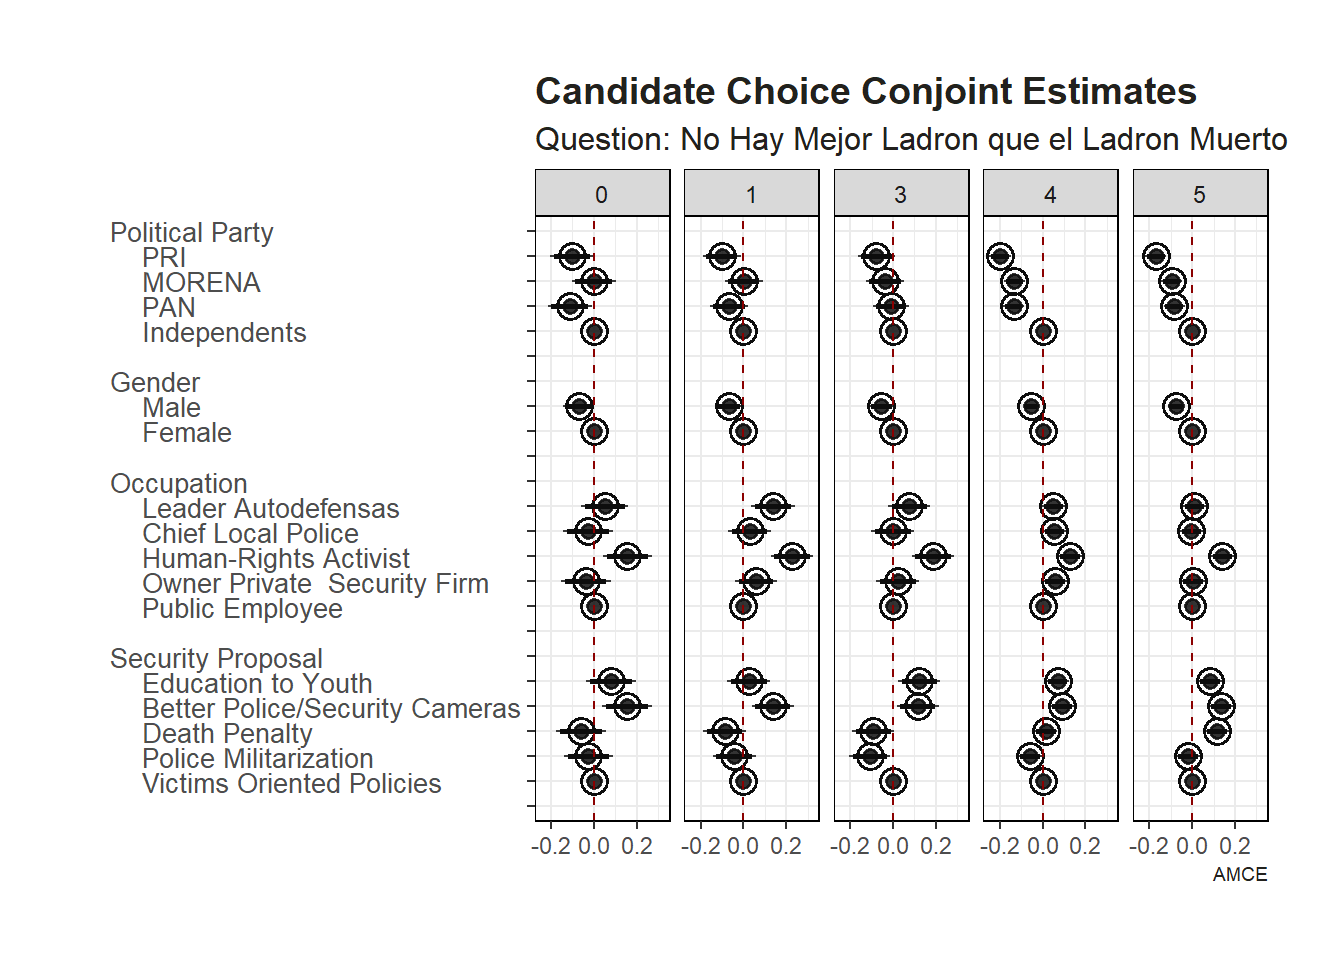 Candidate Choice Conjoint Estimates
Question: No Hay Mejor Ladron que el Ladron Muerto
0 1 3 4 5
Political Party
PRI
MORENA
PAN
Independents
Gender
Male
Female
Occupation
Leader Autodefensas
Chief Local Police
Human-Rights Activist
Owner Private  Security Firm
Public Employee
Security Proposal
Education to Youth
Better Police/Security Cameras
Death Penalty
Police Militarization
Victims Oriented Policies
-0.2 0.0 0.2 -0.2 0.0 0.2 -0.2 0.0 0.2 -0.2 0.0 0.2 -0.2 0.0 0.2
AMCE